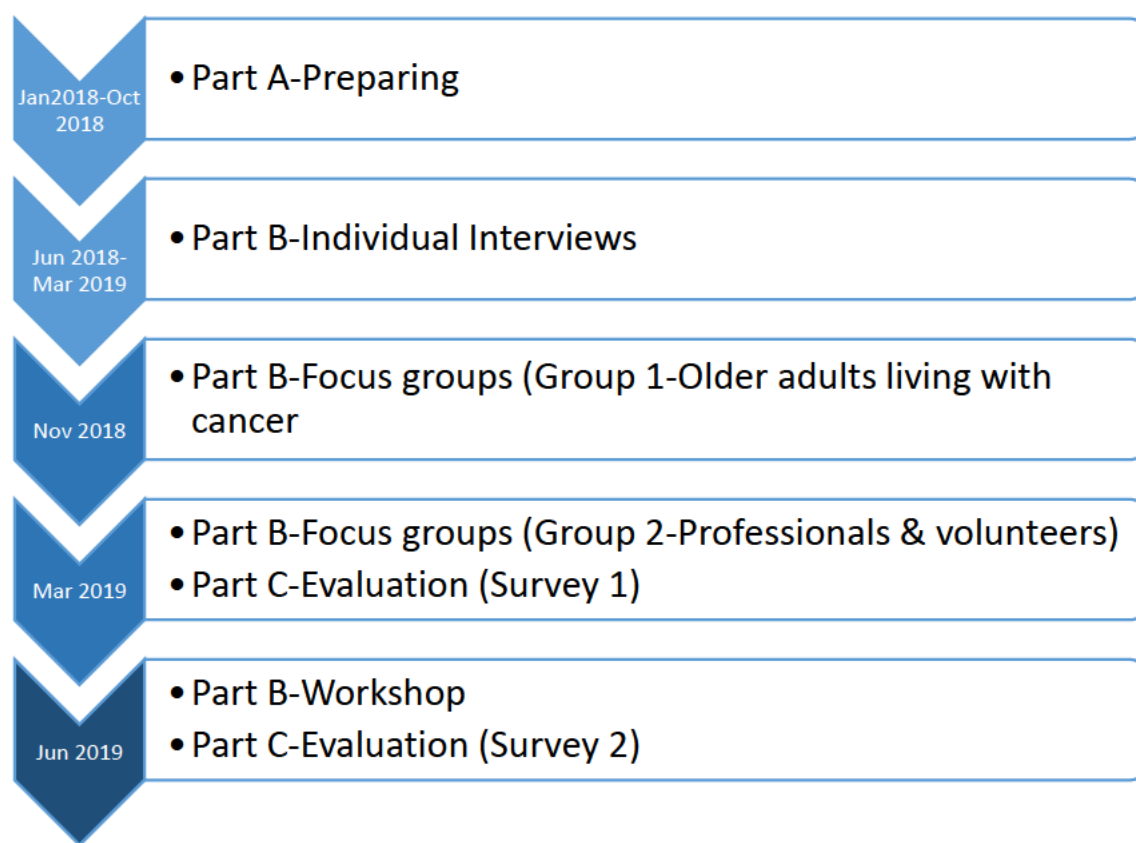 Jan2018-Oct
2018
• Part A-Preparing
Jun 2018-
Mar 2019
• Part B-Individual Interviews
Nov 2018
• Part B-Focus groups (Group 1-Older adults living with
cancer
Mar 2019
• Part B-Focus groups (Group 2-Professionals & volunteers)
• Part C-Evaluation (Survey 1)
Jun 2019
• Part B-Workshop
• Part C-Evaluation (Survey 2)